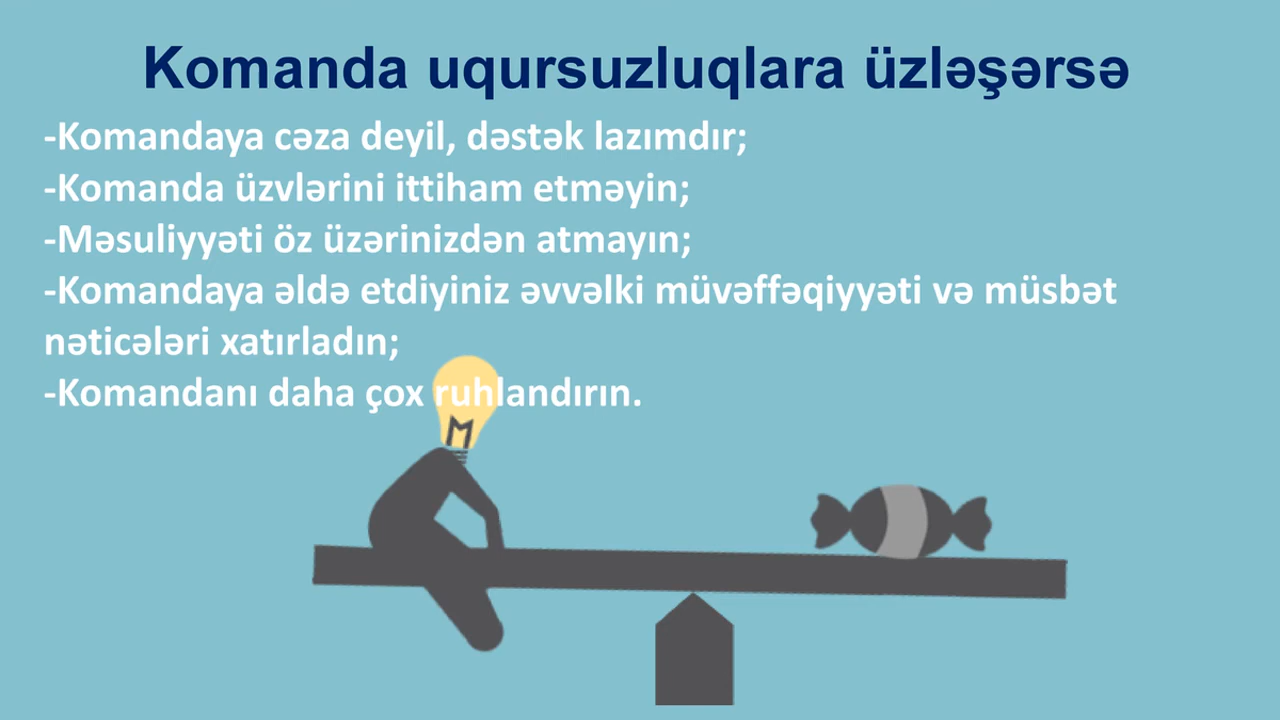 Komanda uqursuzluqlara üzləşərsə
-Komandaya cəza deyil, dəstək lazımdır;
-Komanda üzvlərini ittiham etməyin;
-Məsuliyyəti öz üzərinizdən atmayın;
-Komandaya əldə etdiyiniz əvvəlki müvəffəqiyyəti və müsbət
nəticələri xatırladın;
-Komandanı daha çox ruhlandırın.